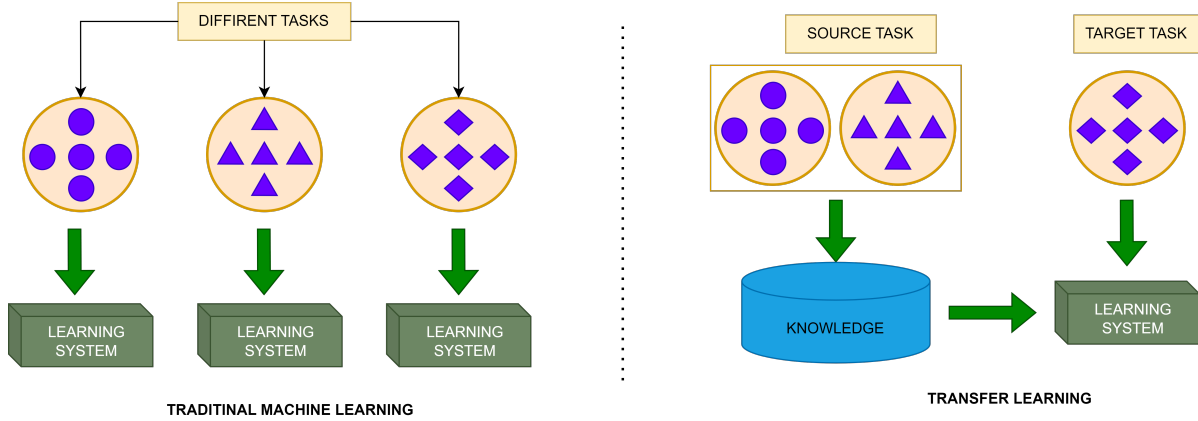 DIFFIRENT TASKS
LEARNING
SYSTEM
LEARNING
SYSTEM
LEARNING
SYSTEM
TRADITINAL MACHINE LEARNING
SOURCE TASK
TARGET TASK
KNOWLEDGE
LEARNING
SYSTEM
TRANSFER LEARNING